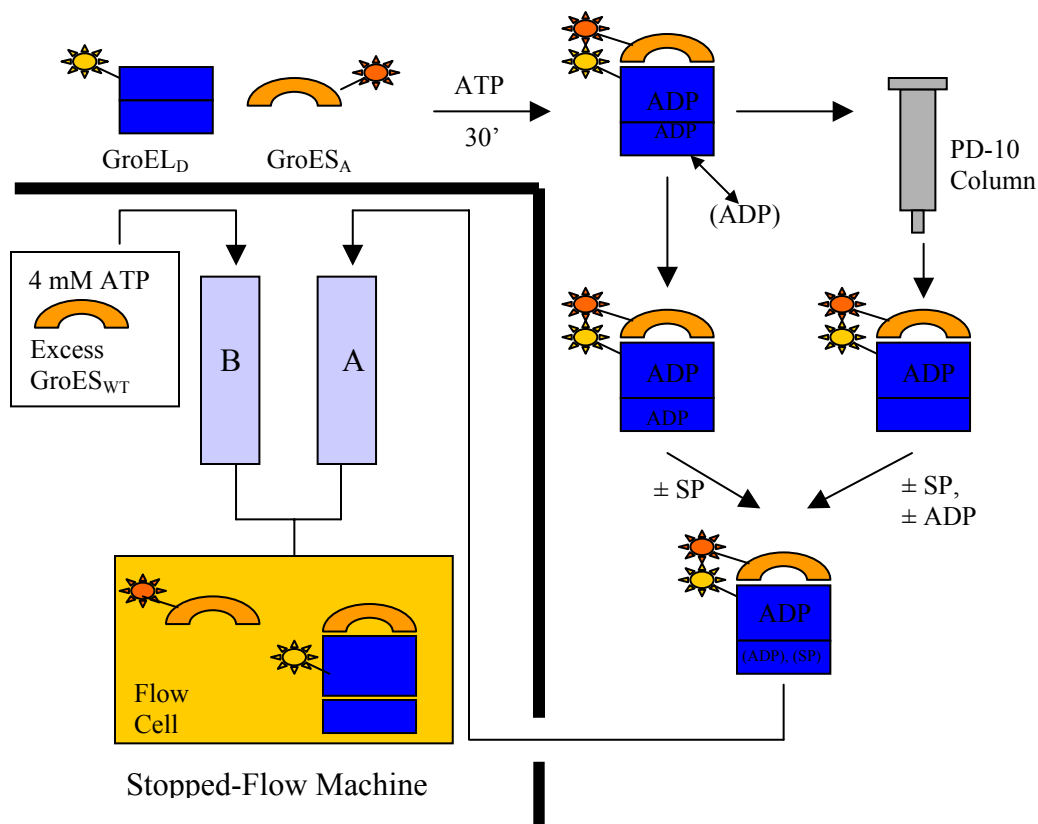 GroEL_D
GroES_A
ATP
30’
ADP
ADP
(ADP)
PD-10
Column
4 mM ATP
Excess
GroES_WT
B
A
ADP
ADP
ADP
± SP
± SP,
± ADP
ADP
(ADP), (SP)
Flow
Cell
Stopped-Flow Machine